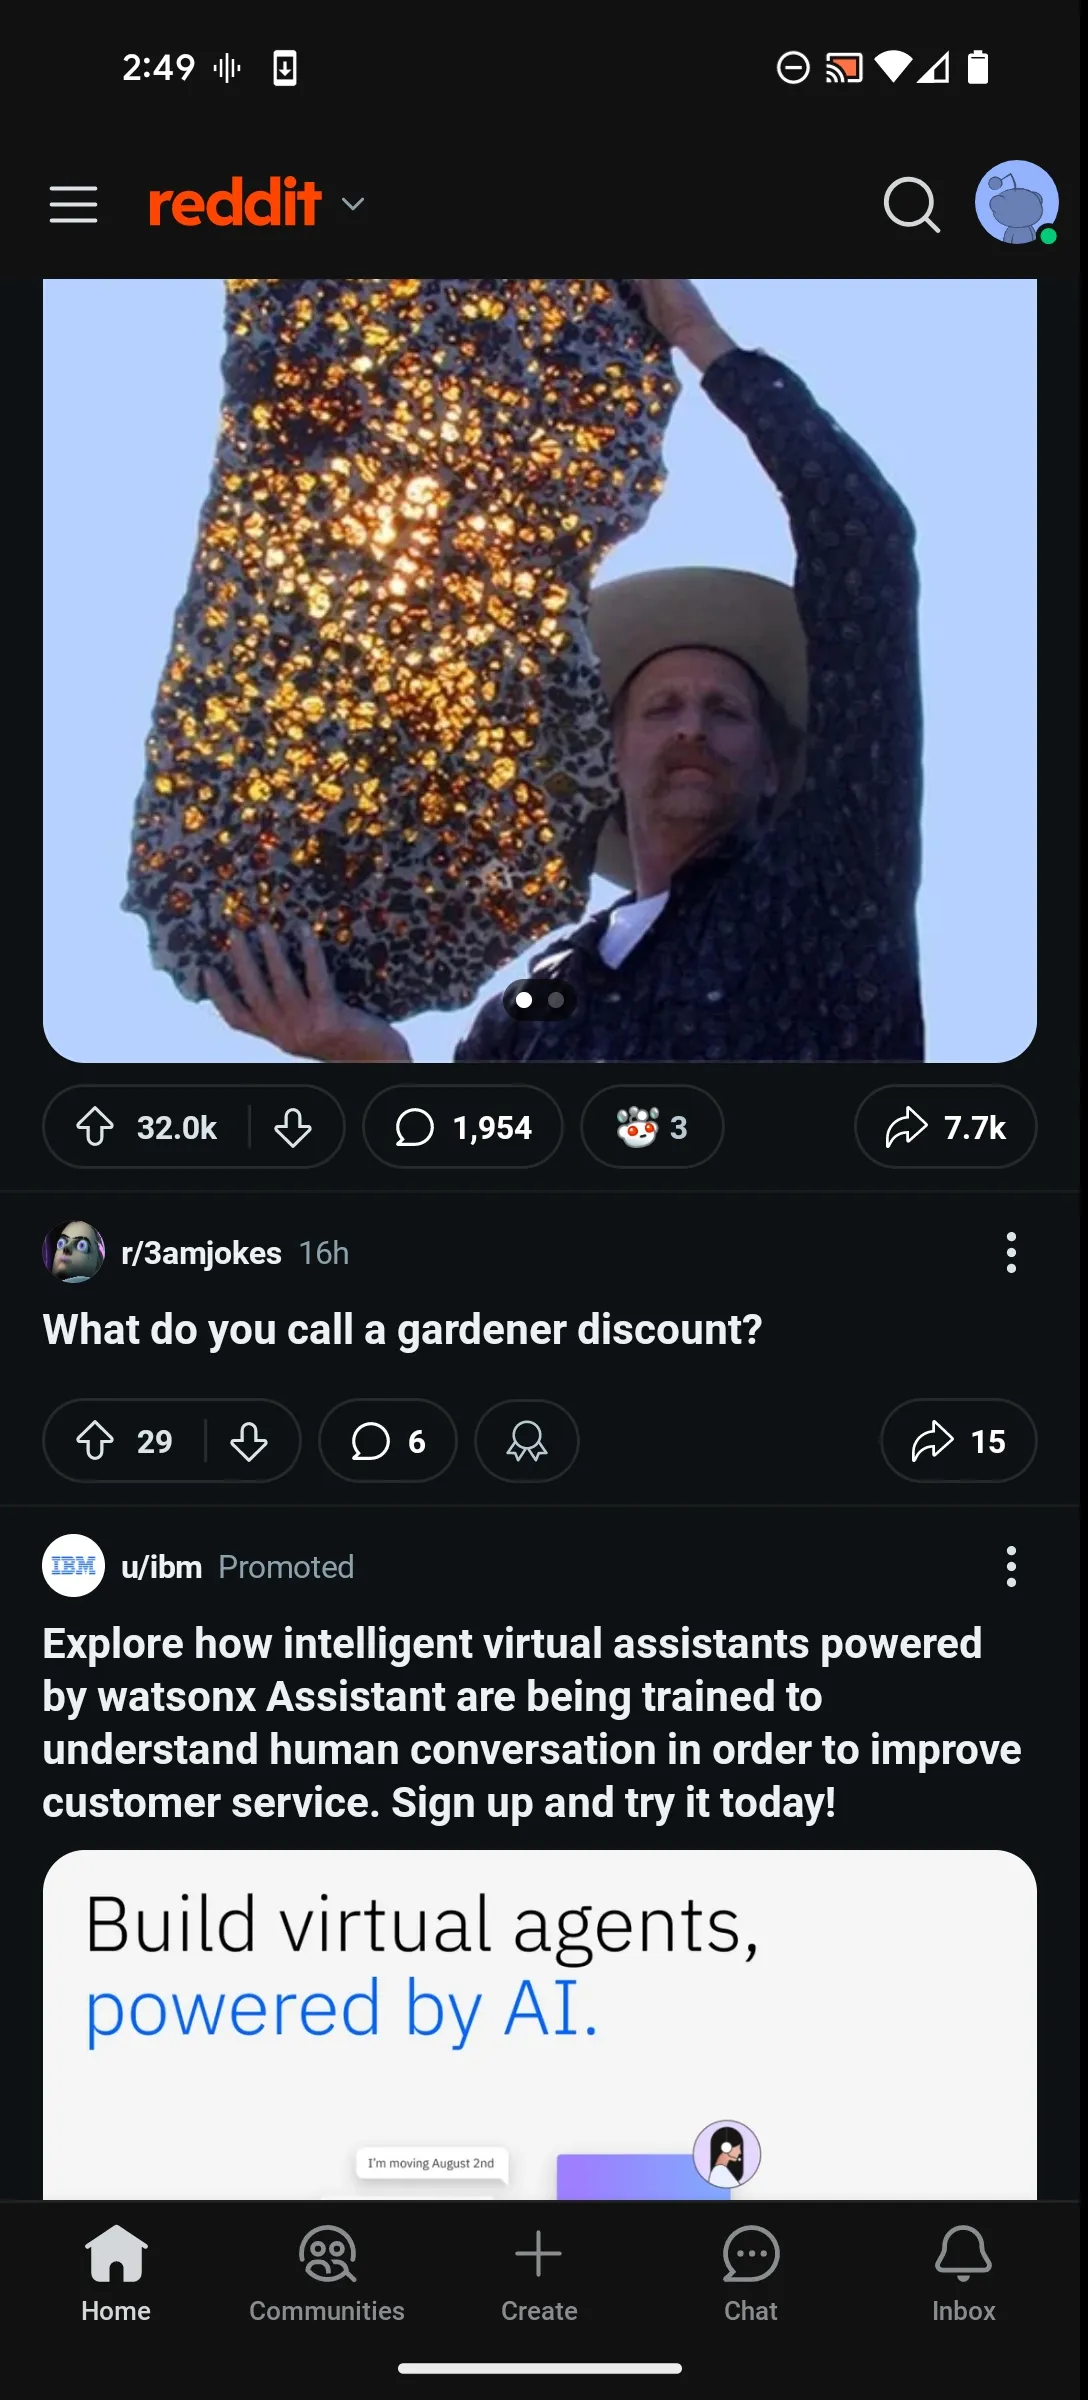 2:49
reddit
32.0k 1,954 3 7.7k
r/3amjokes 16h
What do you call a gardener discount?
29 6 15
IBM u/ibm Promoted
Explore how intelligent virtual assistants powered
by watsonx Assistant are being trained to
understand human conversation in order to improve
customer service. Sign up and try it today!
Build virtual agents,
powered by AI.
I'm moving August 2nd
Home Communities Create Chat Inbox